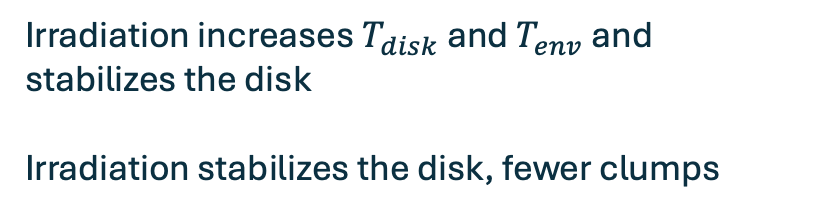 Irradiation increases T_disk and T_env and
stabilizes the disk
Irradiation stabilizes the disk, fewer clumps